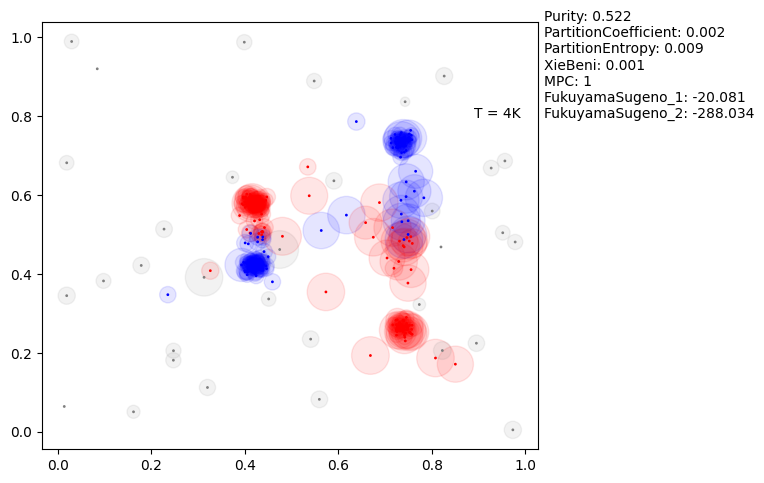 Purity: 0.522
PartitionCoefficient: 0.002
PartitionEntropy: 0.009
XieBeni: 0.001
MPC: 1
FukuyamaSugeno_1: -20.081
FukuyamaSugeno_2: -288.034
T = 4K
1.0
0.8
0.6
0.4
0.2
0.0
0.0 0.2 0.4 0.6 0.8 1.0